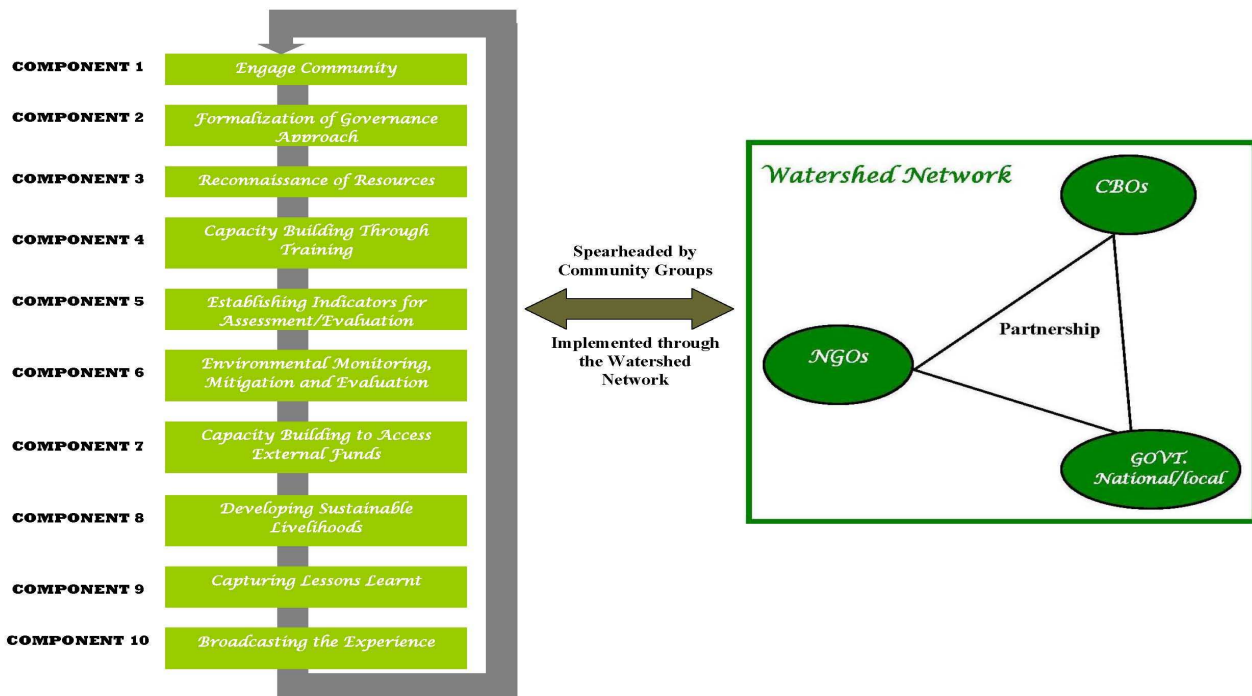 COMPONENT 1
Engage Community
COMPONENT 2
Formalization of Governance
Approach
COMPONENT 3
Reconnaissance of Resources
COMPONENT 4
Capacity Building Through
Training
COMPONENT 5
Establishing Indicators for
Assessment/Evaluation
COMPONENT 6
Environmental Monitoring,
Mitigation and Evaluation
COMPONENT 7
Capacity Building to Access
External Funds
COMPONENT 8
Developing Sustainable
Livelihoods
COMPONENT 9
Capturing Lessons Learnt
COMPONENT 10
Broadcasting the Experience
Spearheaded by
Community Groups
Implemented through
the Watershed
Network
Watershed Network
CBOs
Partnership
NGOs
GOVT.
National/local